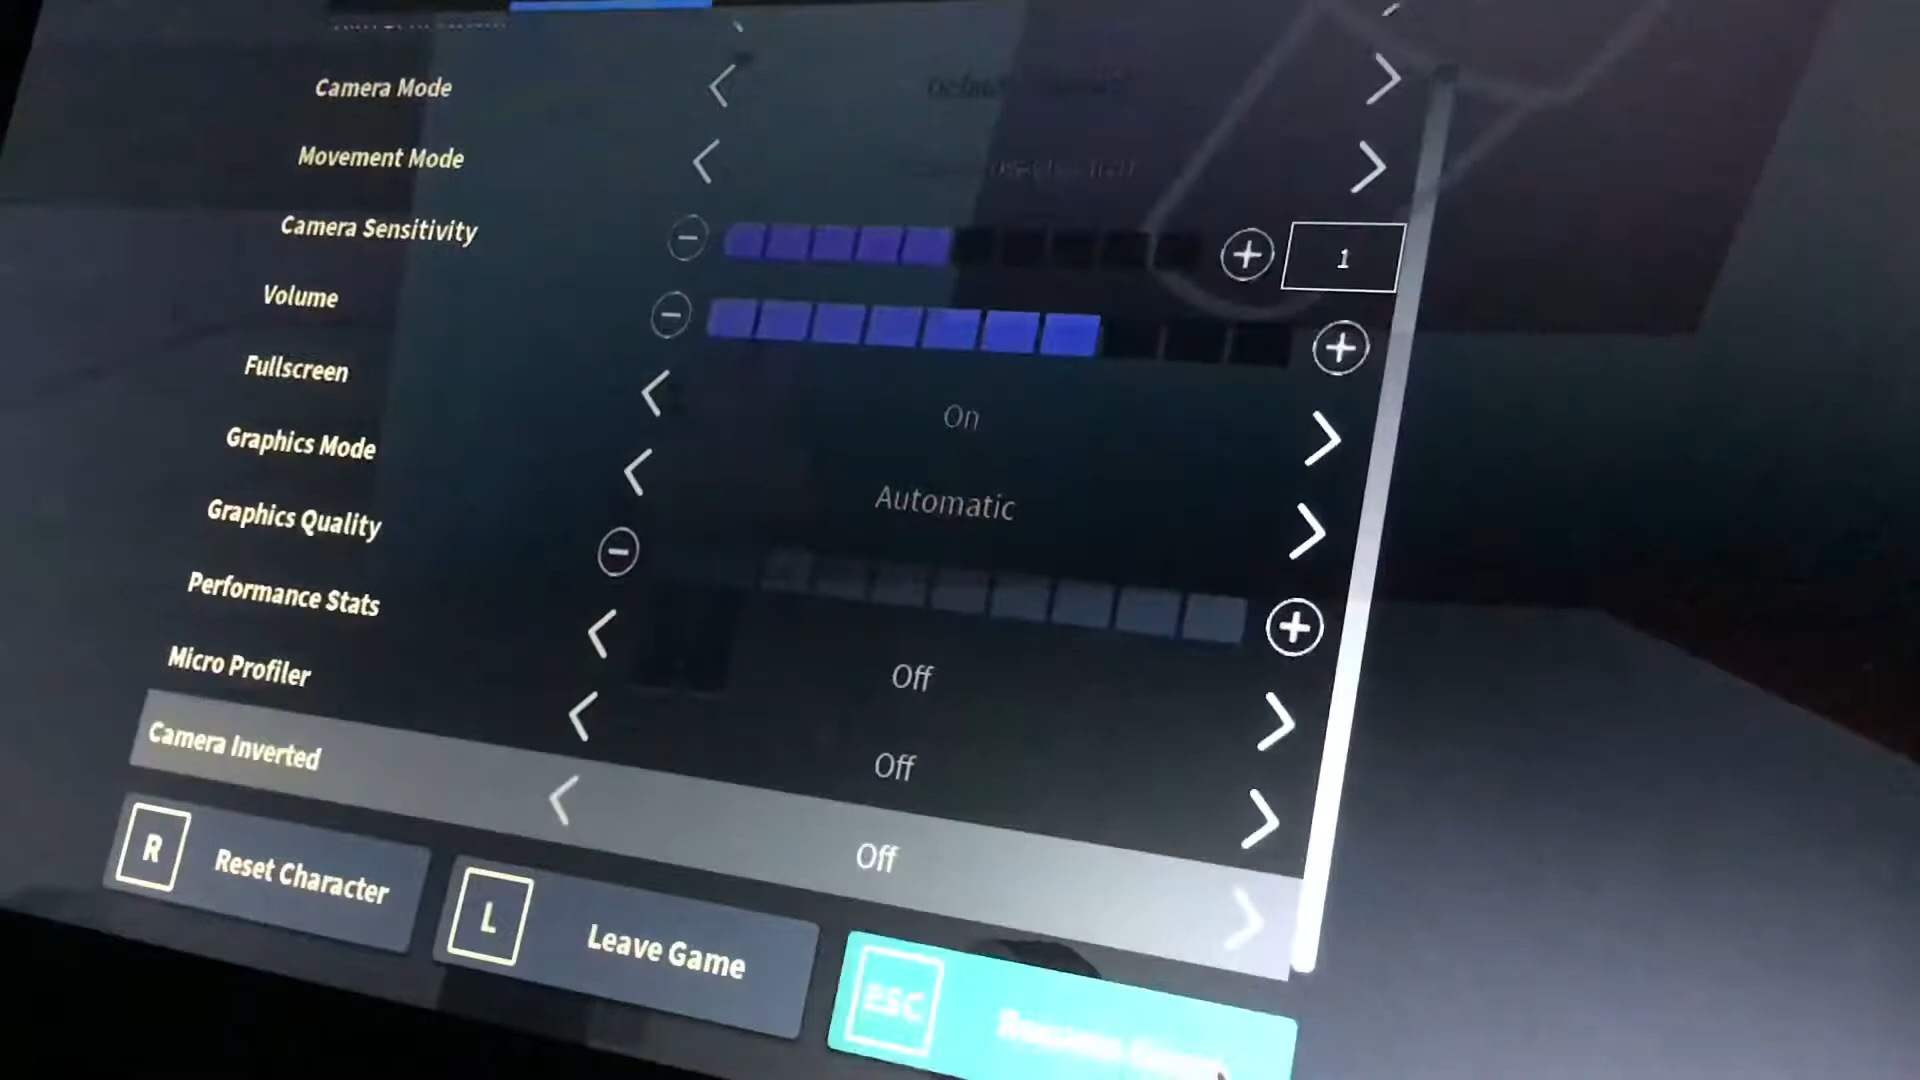 Camera Mode
Movement Mode
Camera Sensitivity
1
Volume
Fullscreen
On
Graphics Mode
Automatic
Graphics Quality
Performance Stats
Off
Micro Profiler
Off
Camera Inverted
Off
R Reset Character
L Leave Game
ESC